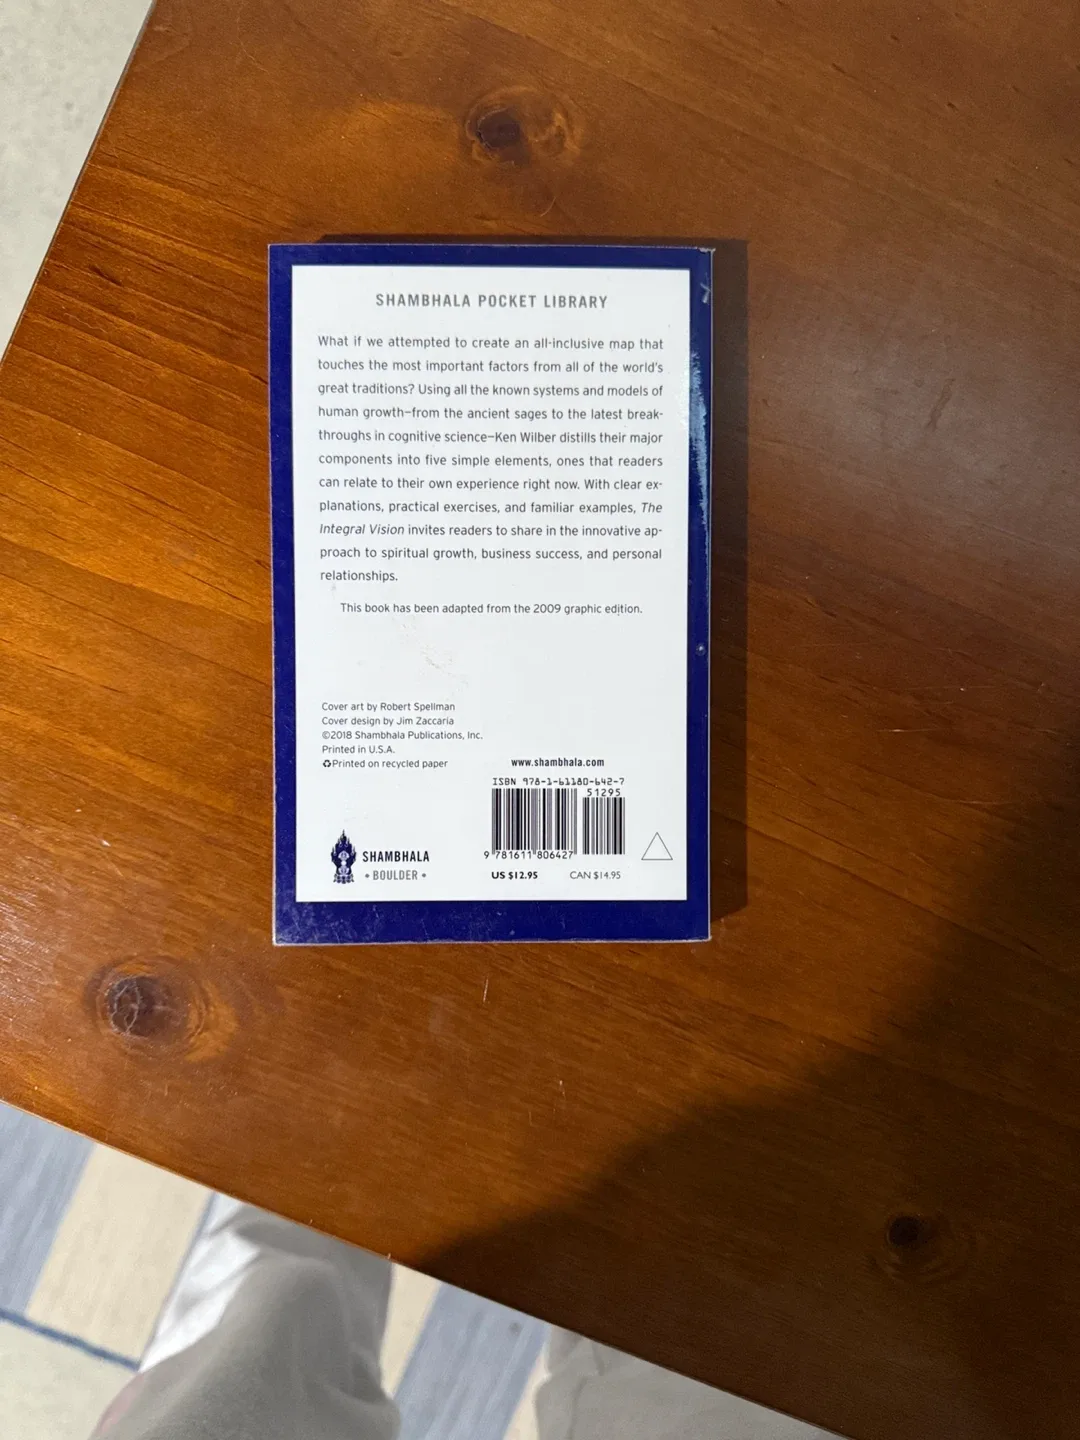 SHAMBHALA POCKET LIBRARY
What if we attempted to create an all-inclusive map that
touches the most important factors from all of the world's
great traditions? Using all the known systems and models of
human growth—from the ancient sages to the latest break-
throughs in cognitive science—Ken Wilber distills their major
components into five simple elements, ones that readers
can relate to their own experience right now. With clear ex-
planations, practical exercises, and familiar examples, The
Integral Vision invites readers to share in the innovative ap-
proach to spiritual growth, business success, and personal
relationships.
This book has been adapted from the 2009 graphic edition.
Cover art by Robert Spellman
Cover design by Jim Zaccaria
©2018 Shambhala Publications, Inc.
Printed in U.S.A.
♻Printed on recycled paper
www.shambhala.com
ISBN 978-1-61180-642-7
51295
9 781611 806427
US $12.95 CAN $14.95
SHAMBHALA
• BOULDER •